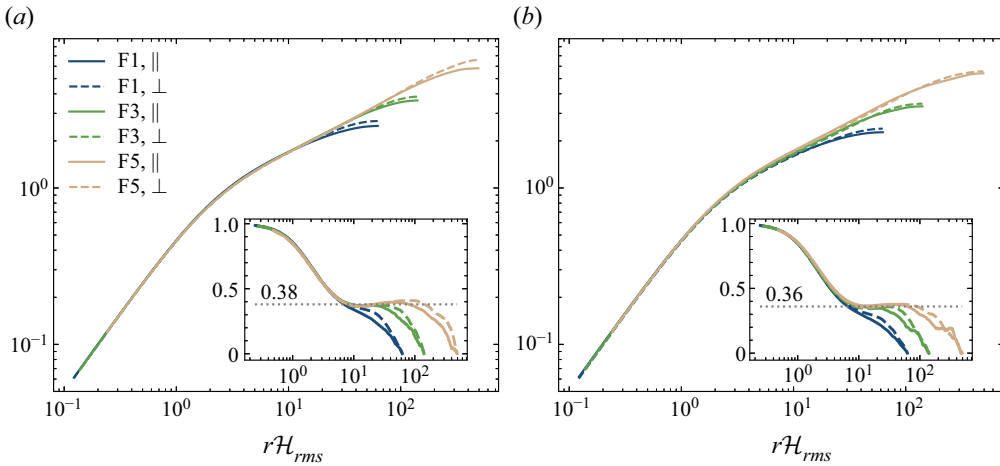 (a)
F1, ||
F1, ⊥
F3, ||
F3, ⊥
F5, ||
F5, ⊥
10⁰
10⁻¹
1.0
0.5
0
0.38
10⁰ 10¹ 10²
10⁻¹ 10⁰ 10¹ 10²
rℋrms
(b)
10⁰
10⁻¹
1.0
0.5
0
0.36
10⁰ 10¹ 10²
10⁻¹ 10⁰ 10¹ 10²
rℋrms